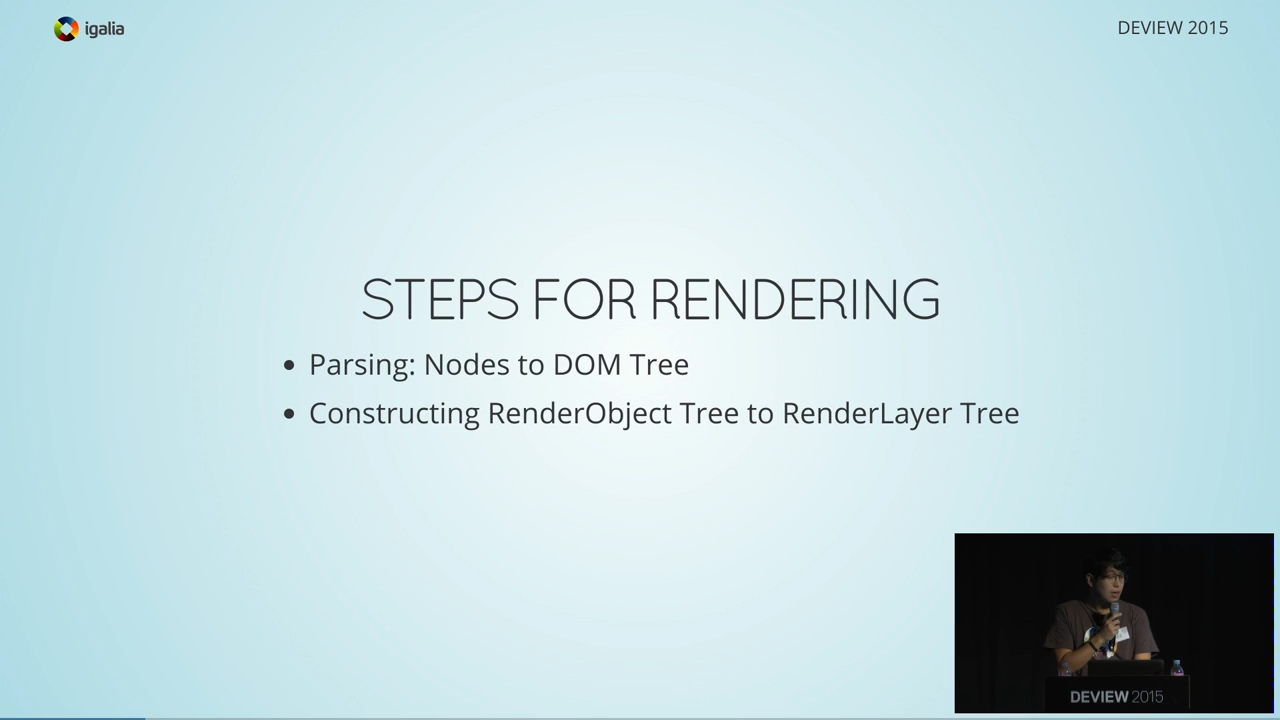 igalia
DEVIEW 2015
STEPS FOR RENDERING
Parsing: Nodes to DOM Tree
Constructing RenderObject Tree to RenderLayer Tree
DEVIEW 2015